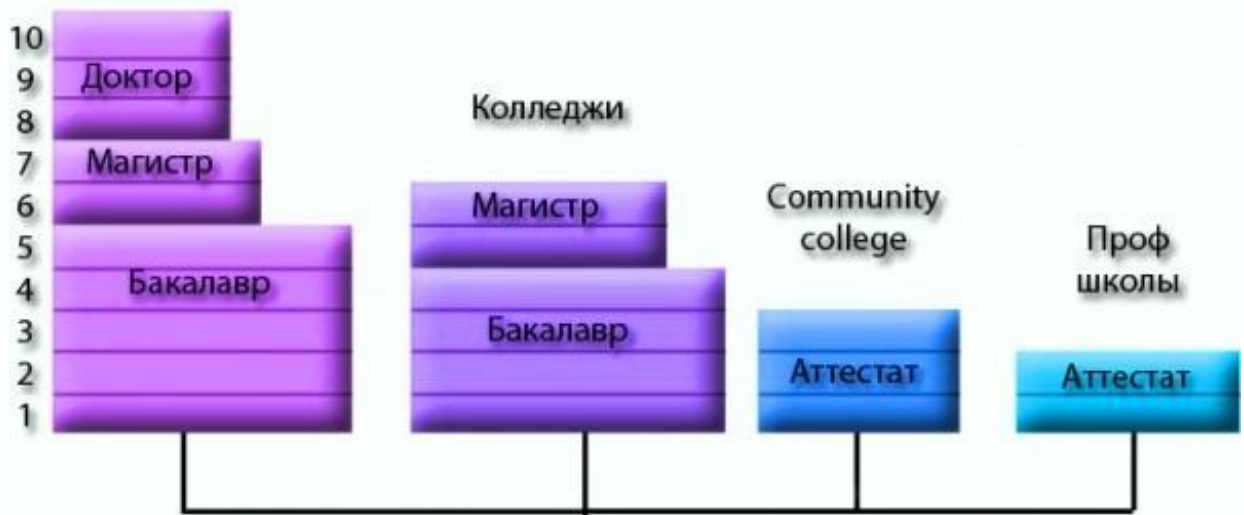 10
9
8
7
6
5
4
3
2
1
Доктор
Магистр
Бакалавр
Колледжи
Магистр
Бакалавр
Community
college
Аттестат
Проф
школы
Аттестат